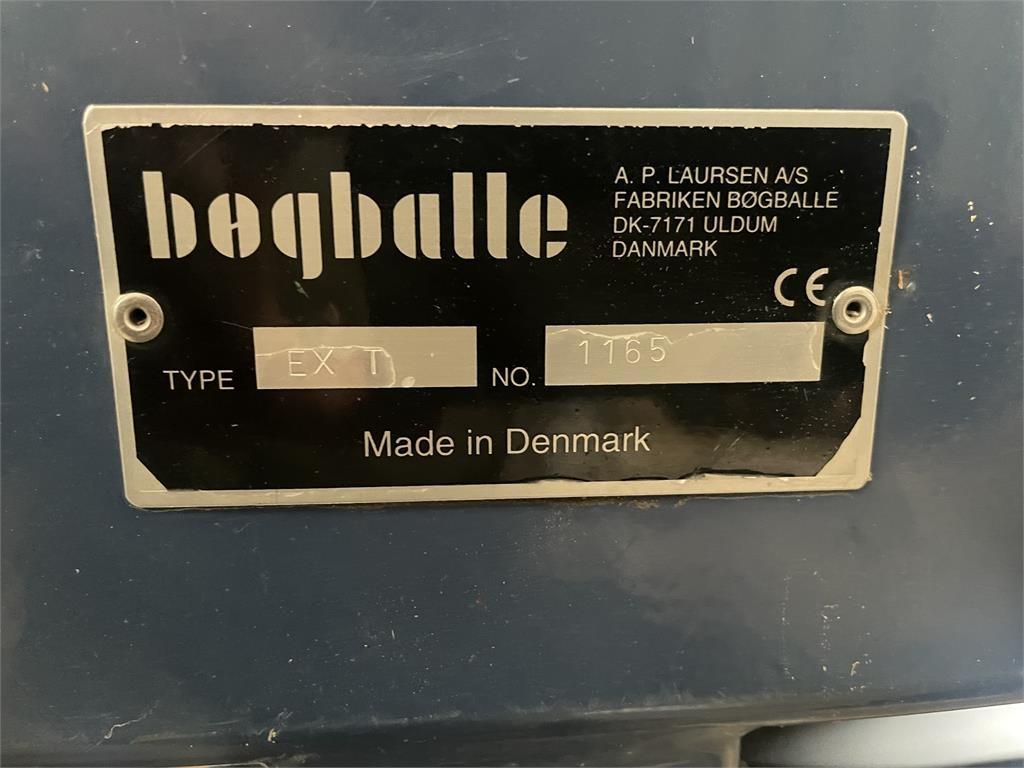 bøgballe
A. P. LAURSEN A/S
FABRIKEN BØGBALLE
DK-7171 ULDUM
DANMARK
CE
TYPE EX T NO. 1165
Made in Denmark